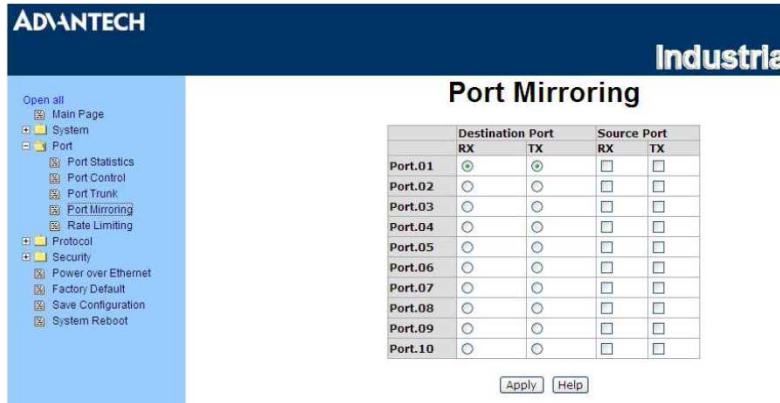 ADVANTECH
Industria
Open all
Main Page
System
Port
Port Statistics
Port Control
Port Trunk
Port Mirroring
Rate Limiting
Protocol
Security
Power over Ethernet
Factory Default
Save Configuration
System Reboot
Port Mirroring
Destination Port Source Port
RX TX RX TX
Port.01
Port.02
Port.03
Port.04
Port.05
Port.06
Port.07
Port.08
Port.09
Port.10
Apply Help